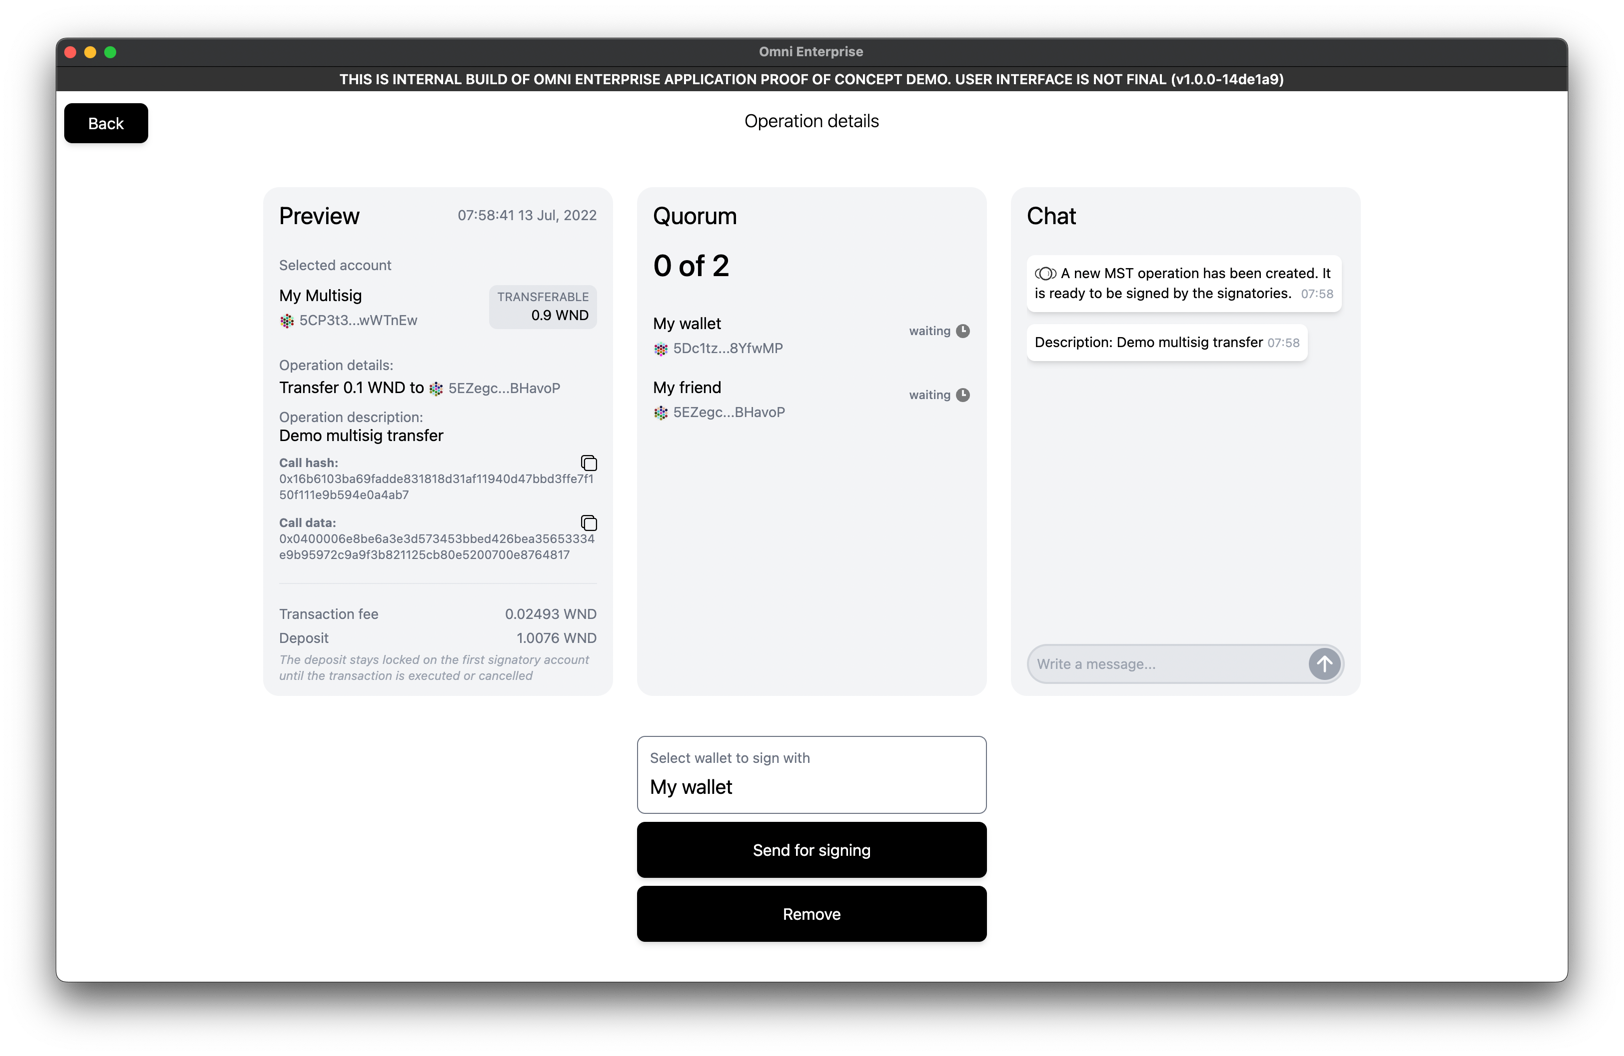 Omni Enterprise
THIS IS INTERNAL BUILD OF OMNI ENTERPRISE APPLICATION PROOF OF CONCEPT DEMO. USER INTERFACE IS NOT FINAL (v1.0.0-14de1a9)
Back
Operation details
Preview
07:58:41 13 Jul, 2022
Selected account
My Multisig
5CP3t3...wWTnEw
TRANSFERABLE
0.9 WND
Operation details:
Transfer 0.1 WND to 5EZegc...BHavoP
Operation description:
Demo multisig transfer
Call hash:
0x16b6103ba69fadde831818d31af11940d47bbd3ffe7f1
50f111e9b594e0a4ab7
Call data:
0x0400006e8be6a3e3d573453bbed426bea35653334
e9b95972c9a9f3b821125cb80e5200700e8764817
Transaction fee 0.02493 WND
Deposit 1.0076 WND
The deposit stays locked on the first signatory account
until the transaction is executed or cancelled
Quorum
0 of 2
My wallet
5Dc1tz...8YfwMP
waiting
My friend
5EZegc...BHavoP
waiting
Chat
A new MST operation has been created. It
is ready to be signed by the signatories. 07:58
Description: Demo multisig transfer 07:58
Write a message...
Select wallet to sign with
My wallet
Send for signing
Remove